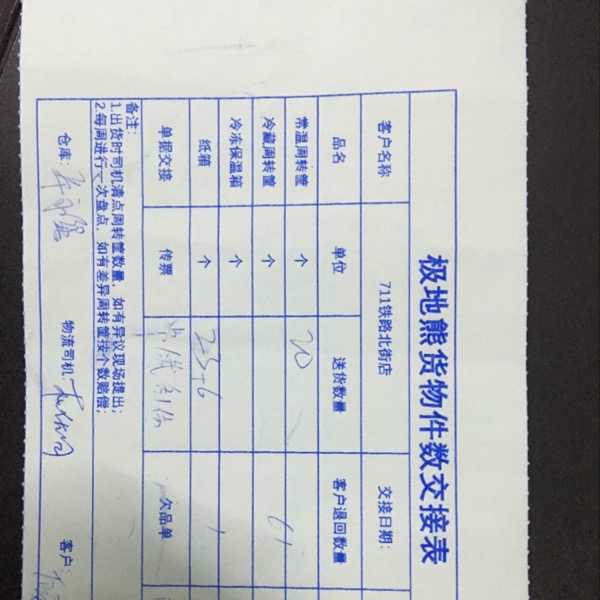 极地熊货物件数交接表
客户名称 711铁路北街店 交接日期：
品名 单位 送货数量 客户退回数量
常温周转筐 个 20 61
冷藏周转筐 个
冷冻保温箱 个
纸箱 个 23+6 1
单据交接 传票 欠品单
备注：
1.出货时司机清点周转筐数量，如有异议现场提出；
2.每周进行一次盘点，如有差异周转筐按个数赔偿；
仓库： 物流司机： 客户：